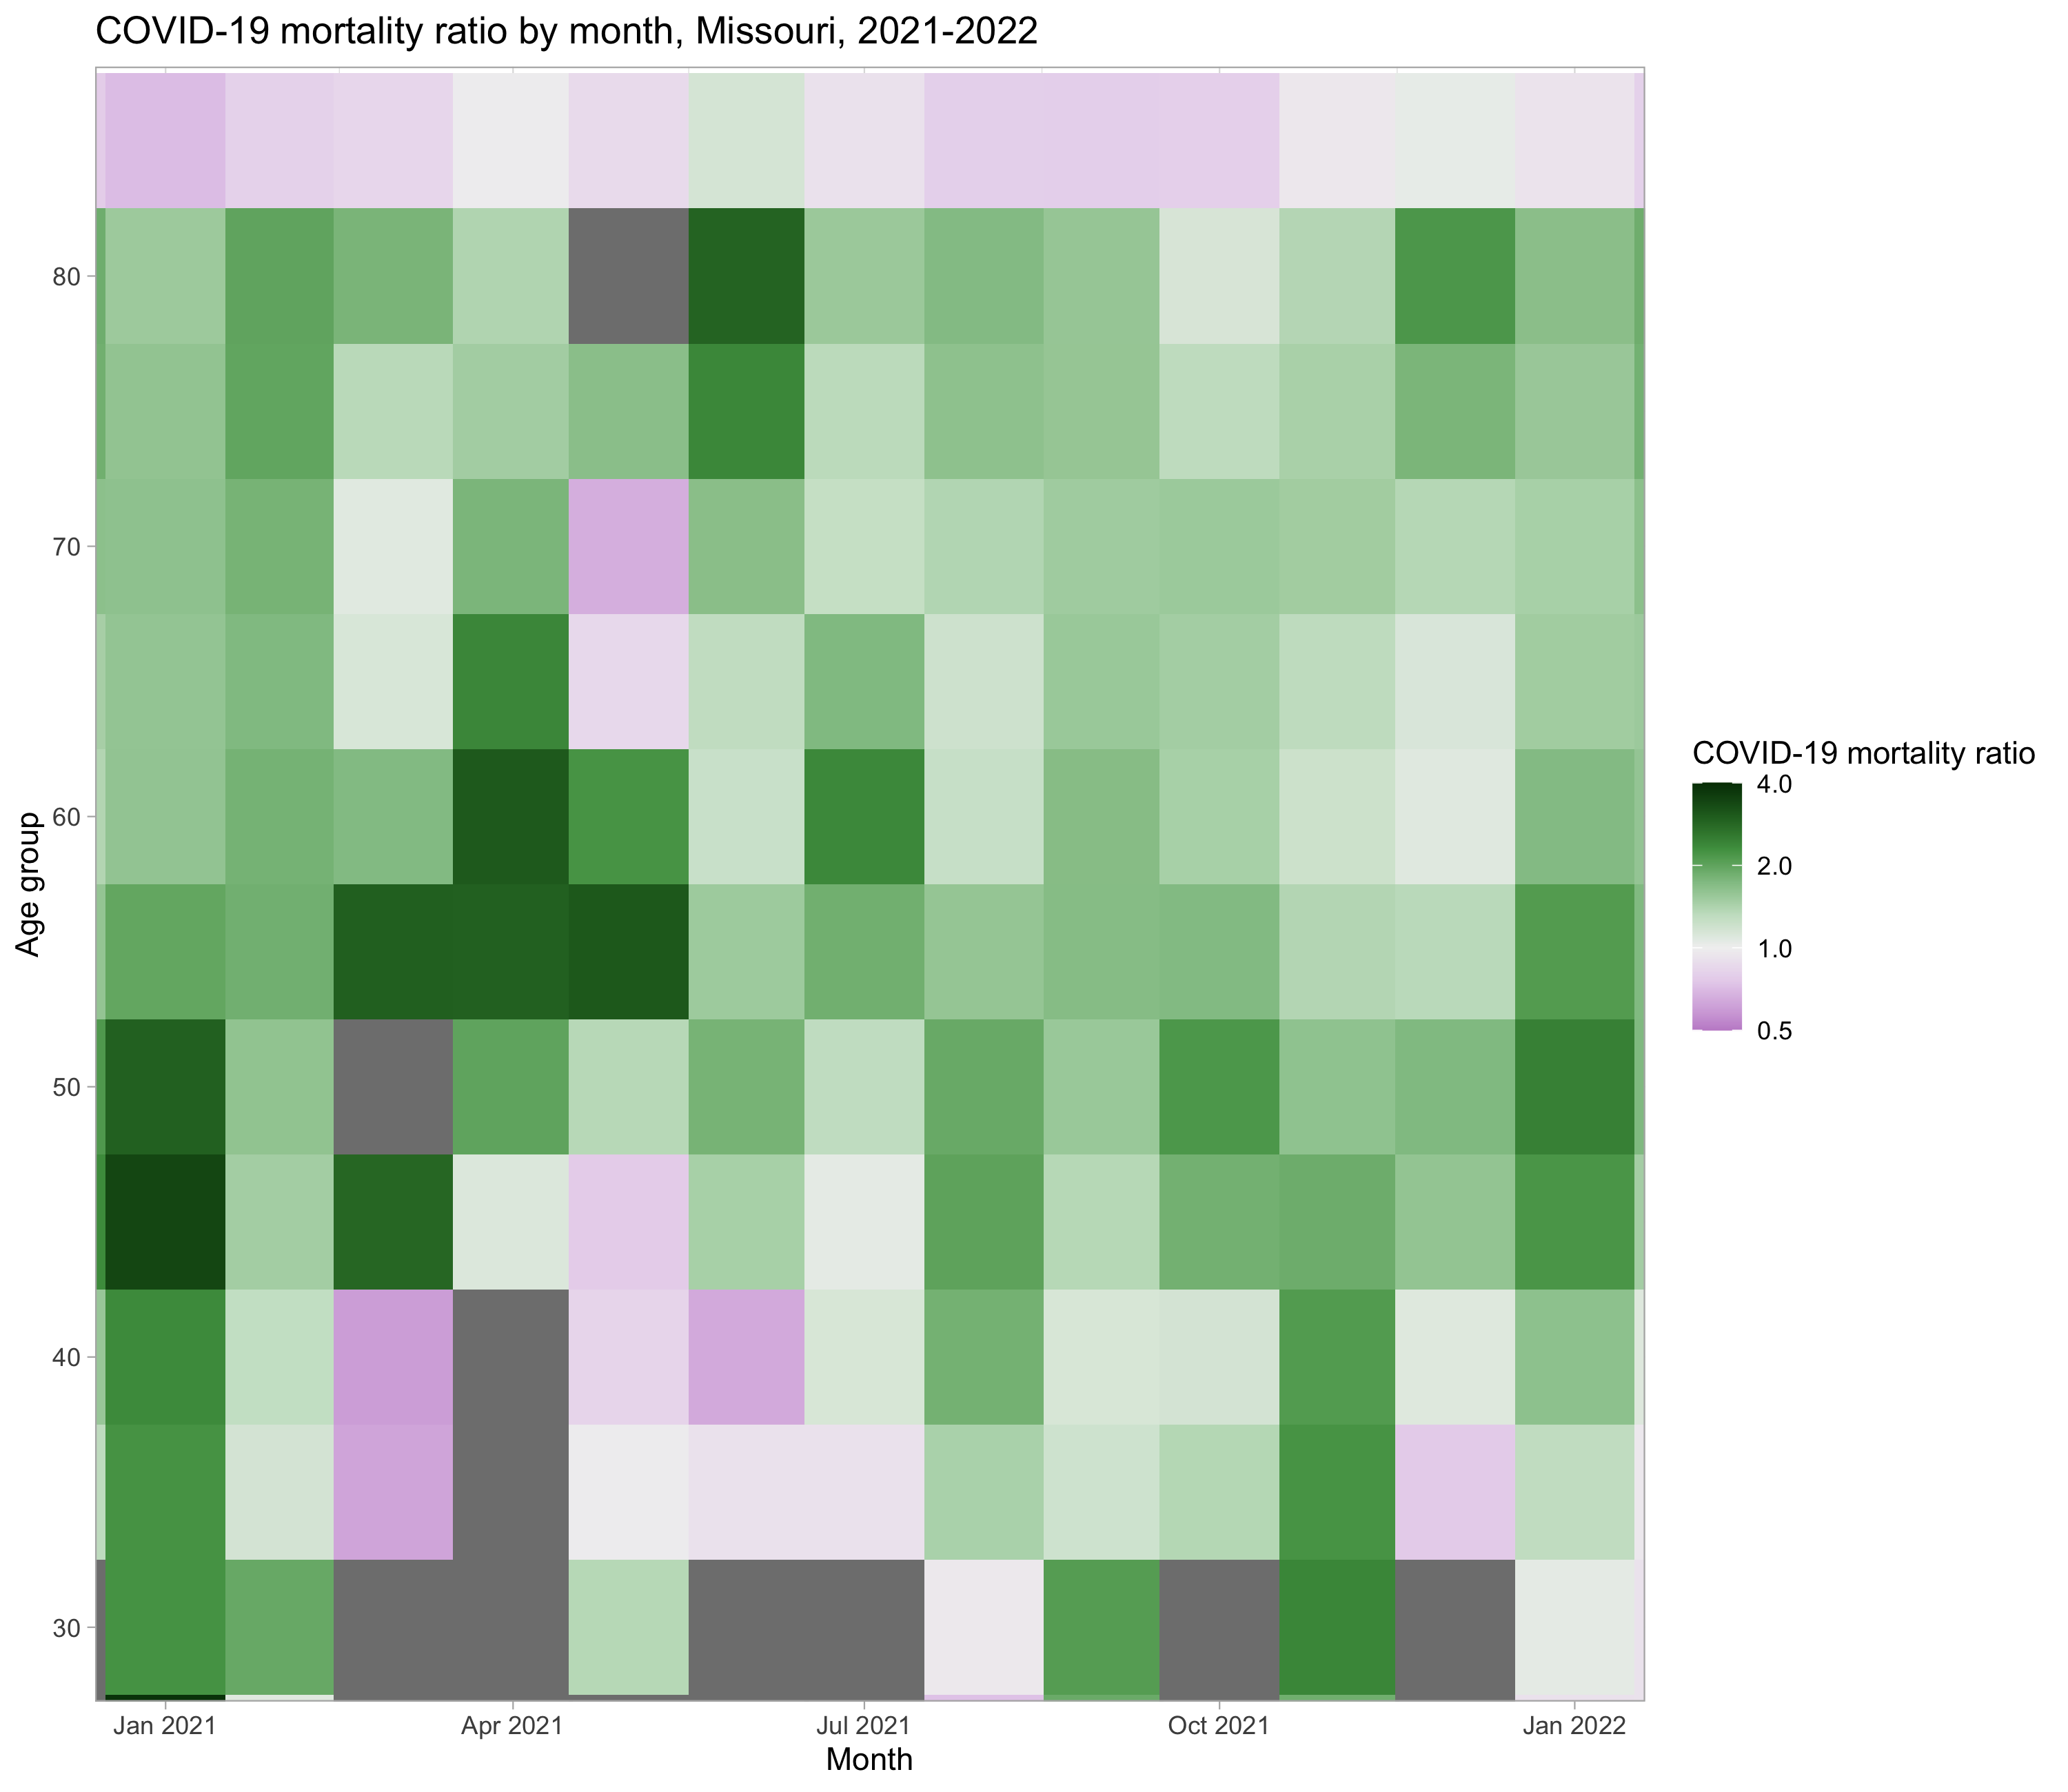 COVID-19 mortality ratio by month, Missouri, 2021-2022
80
70
60
50
40
30
Age group
Jan 2021
Apr 2021
Jul 2021
Oct 2021
Jan 2022
Month
COVID-19 mortality ratio
4.0
2.0
1.0
0.5